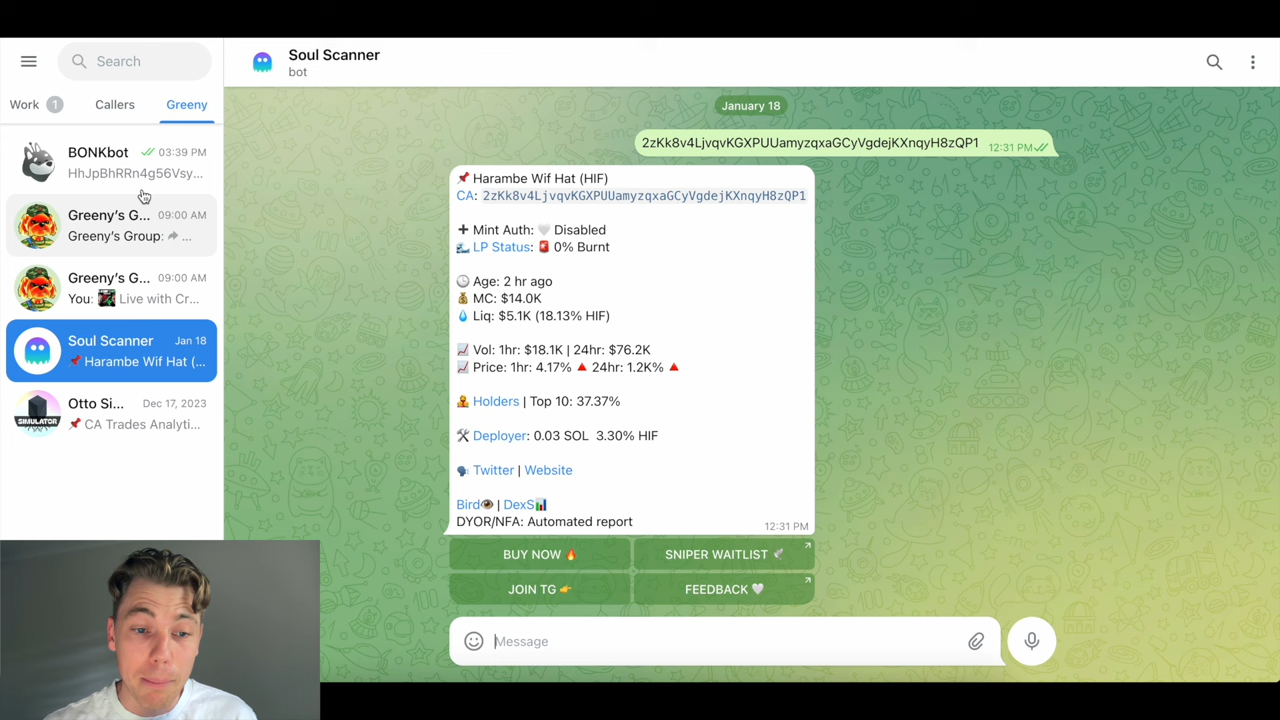 Search
Work 1
Callers
Greeny
BONKbot
03:39 PM
HhJpBhRRn4g56Vsy...
Greeny's G...
09:00 AM
Greeny's Group: ...
Greeny's G...
09:00 AM
You: Live with Cr...
Soul Scanner
Jan 18
📌 Harambe Wif Hat (...
Otto Si...
Dec 17, 2023
SIMULATOR
📌 CA Trades Analyti...
Soul Scanner
bot
January 18
2zKk8v4LjvqvKGXPUUamyzqxaGCyVgdejKXnqyH8zQP1
12:31 PM
📌 Harambe Wif Hat (HIF)
CA: 2zKk8v4LjvqvKGXPUUamyzqxaGCyVgdejKXnqyH8zQP1
➕ Mint Auth: 🤍 Disabled
🌊 LP Status: 🚨 0% Burnt
🕒 Age: 2 hr ago
💰 MC: $14.0K
💧 Liq: $5.1K (18.13% HIF)
📈 Vol: 1hr: $18.1K | 24hr: $76.2K
📈 Price: 1hr: 4.17% 🔺 24hr: 1.2K% 🔺
Holders | Top 10: 37.37%
🛠 Deployer: 0.03 SOL 3.30% HIF
🗣 Twitter | Website
Bird👁 | DexS📊
DYOR/NFA: Automated report
12:31 PM
BUY NOW 🔥
SNIPER WAITLIST
JOIN TG 👉
FEEDBACK 🤍
Message